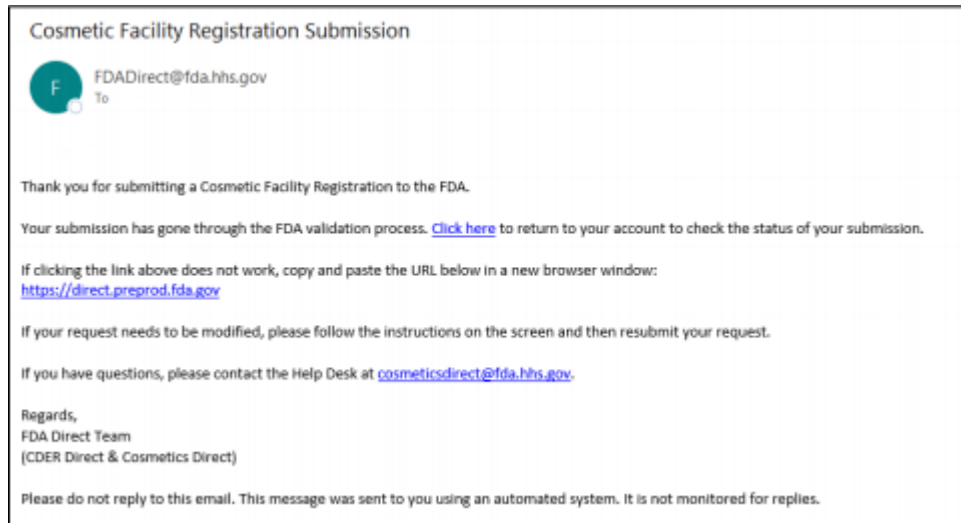 Cosmetic Facility Registration Submission
F
FDADirect@fda.hhs.gov
To
Thank you for submitting a Cosmetic Facility Registration to the FDA.
Your submission has gone through the FDA validation process. Click here to return to your account to check the status of your submission.
If clicking the link above does not work, copy and paste the URL below in a new browser window:
https://direct.preprod.fda.gov
If your request needs to be modified, please follow the instructions on the screen and then resubmit your request.
If you have questions, please contact the Help Desk at cosmeticsdirect@fda.hhs.gov.
Regards,
FDA Direct Team
(CDER Direct & Cosmetics Direct)
Please do not reply to this email. This message was sent to you using an automated system. It is not monitored for replies.